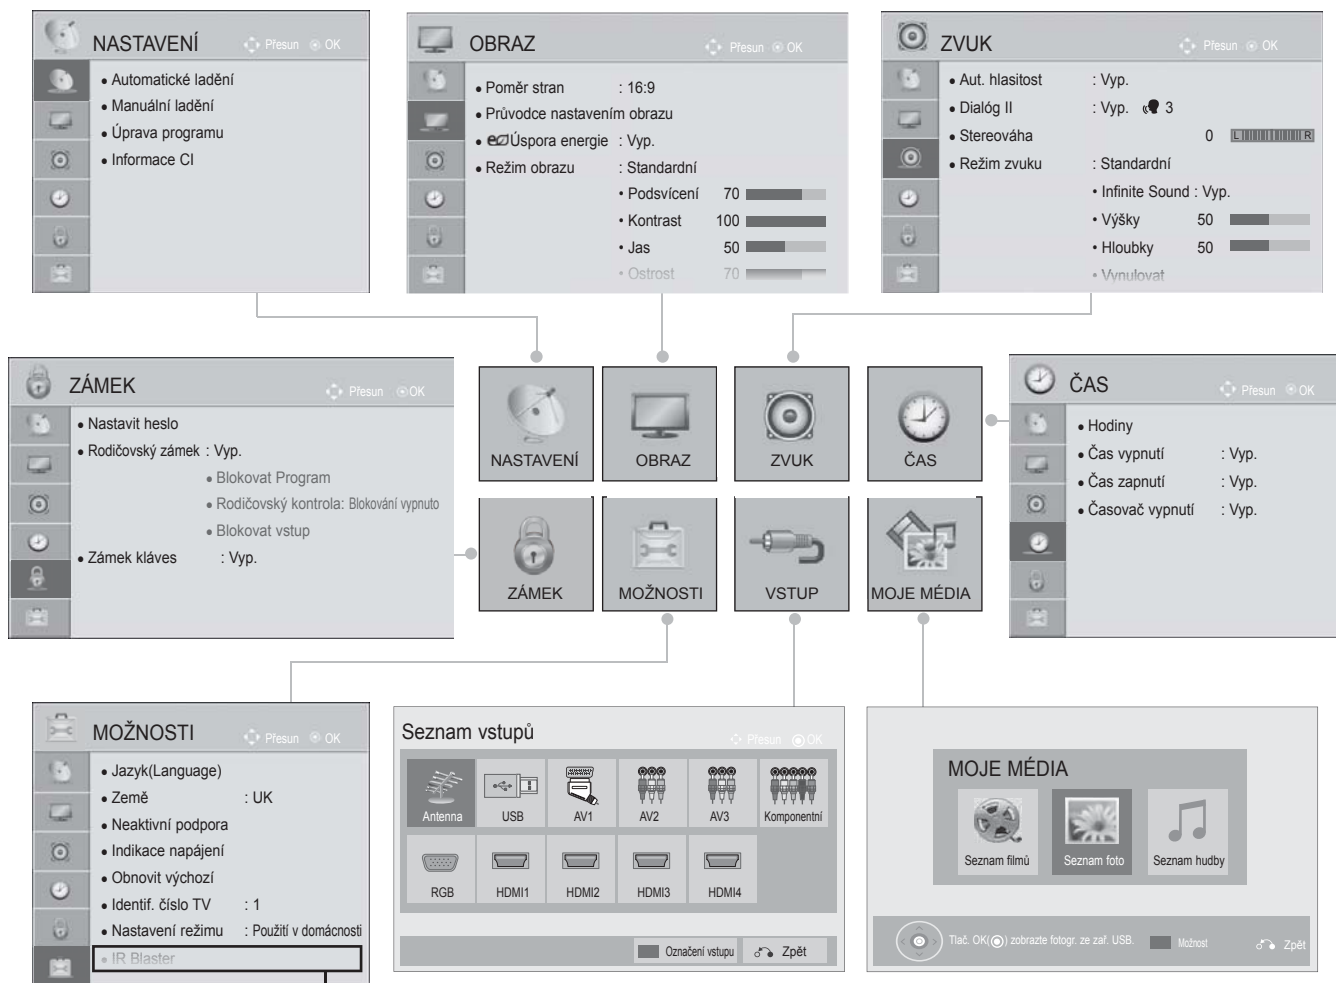 NASTAVENÍ Přesun OK
• Automatické ladění
• Manuální ladění
• Úprava programu
• Informace CI
OBRAZ Přesun OK
• Poměr stran : 16:9
• Průvodce nastavením obrazu
• Úspora energie : Vyp.
• Režim obrazu : Standardní
• Podsvícení 70
• Kontrast 100
• Jas 50
• Ostrost 70
ZVUK Přesun OK
• Aut. hlasitost : Vyp.
• Dialóg II : Vyp. 3
• Stereováha 0 L R
• Režim zvuku : Standardní
• Infinite Sound : Vyp.
• Výšky 50
• Hloubky 50
• Vynulovat
ZÁMEK Přesun OK
• Nastavit heslo
• Rodičovský zámek : Vyp.
• Blokovat Program
• Rodičovský kontrola: Blokování vypnuto
• Blokovat vstup
• Zámek kláves : Vyp.
NASTAVENÍ
OBRAZ
ZVUK
ČAS
ZÁMEK
MOŽNOSTI
VSTUP
MOJE MÉDIA
ČAS Přesun OK
• Hodiny
• Čas vypnutí : Vyp.
• Čas zapnutí : Vyp.
• Časovač vypnutí : Vyp.
MOŽNOSTI Přesun OK
• Jazyk(Language)
• Země : UK
• Neaktivní podpora
• Indikace napájení
• Obnovit výchozí
• Identif. číslo TV : 1
• Nastavení režimu : Použití v domácnosti
• IR Blaster
Seznam vstupů Přesun OK
Antenna USB AV1 AV2 AV3 Komponentní
RGB HDMI1 HDMI2 HDMI3 HDMI4
Označení vstupu Zpět
MOJE MÉDIA
Seznam filmů Seznam foto Seznam hudby
Tlač. OK(◉) zobrazte fotogr. ze zař. USB. Možnost Zpět